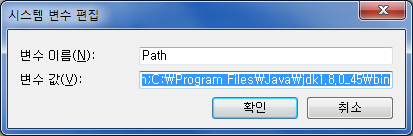 시스템 변수 편집
변수 이름(N): Path
변수 값(V): n;C:₩Program Files₩Java₩jdk1,8,0_45₩bin
확인 취소